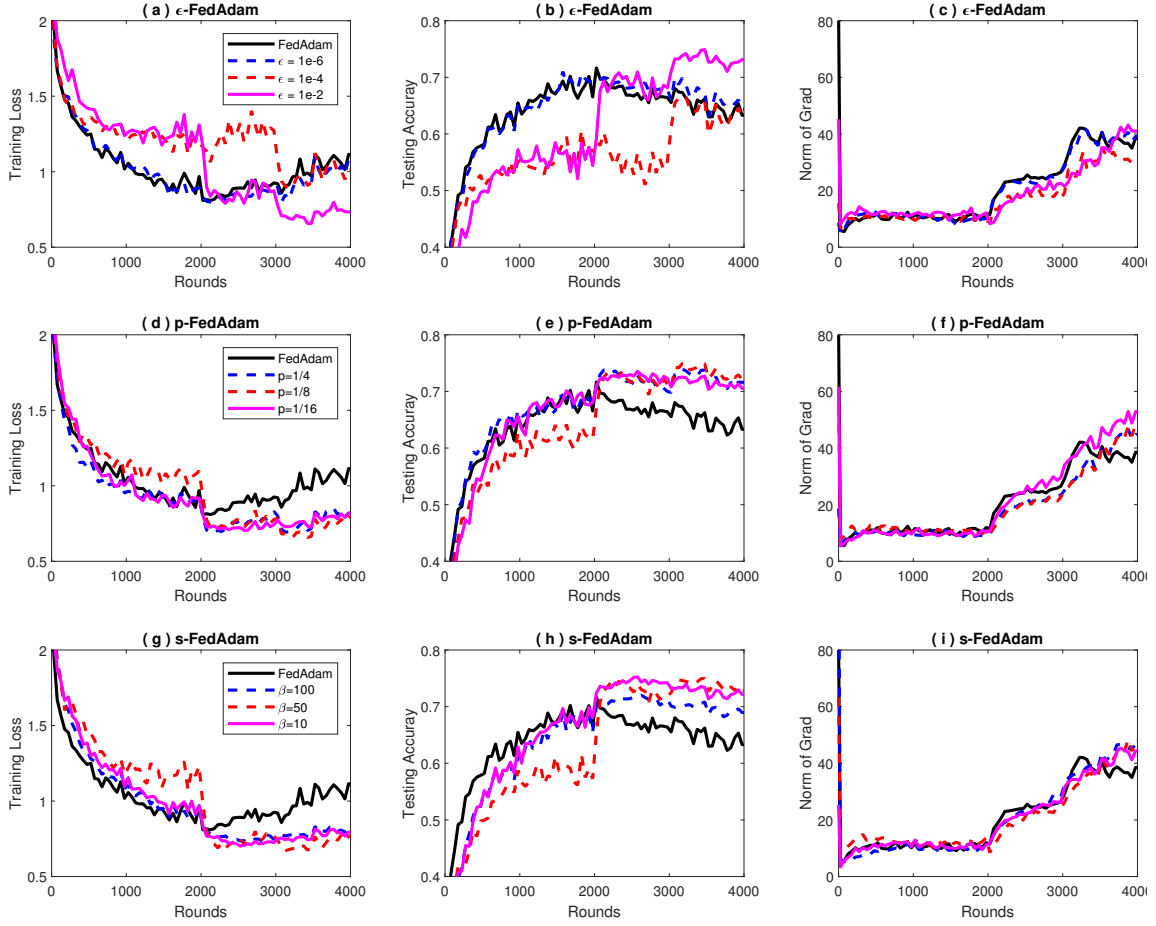 ( a ) ϵ-FedAdam
2
1.5
1
0.5
Training Loss
0 1000 2000 3000 4000
Rounds
FedAdam
ϵ = 1e-6
ϵ = 1e-4
ϵ = 1e-2
( b ) ϵ-FedAdam
0.8
0.7
0.6
0.5
0.4
Testing Accuray
0 1000 2000 3000 4000
Rounds
( c ) ϵ-FedAdam
80
60
40
20
0
Norm of Grad
0 1000 2000 3000 4000
Rounds
( d ) p-FedAdam
2
1.5
1
0.5
Training Loss
0 1000 2000 3000 4000
Rounds
FedAdam
p=1/4
p=1/8
p=1/16
( e ) p-FedAdam
0.8
0.7
0.6
0.5
0.4
Testing Accuray
0 1000 2000 3000 4000
Rounds
( f ) p-FedAdam
80
60
40
20
0
Norm of Grad
0 1000 2000 3000 4000
Rounds
( g ) s-FedAdam
2
1.5
1
0.5
Training Loss
0 1000 2000 3000 4000
Rounds
FedAdam
β=100
β=50
β=10
( h ) s-FedAdam
0.8
0.7
0.6
0.5
0.4
Testing Accuray
0 1000 2000 3000 4000
Rounds
( i ) s-FedAdam
80
60
40
20
0
Norm of Grad
0 1000 2000 3000 4000
Rounds